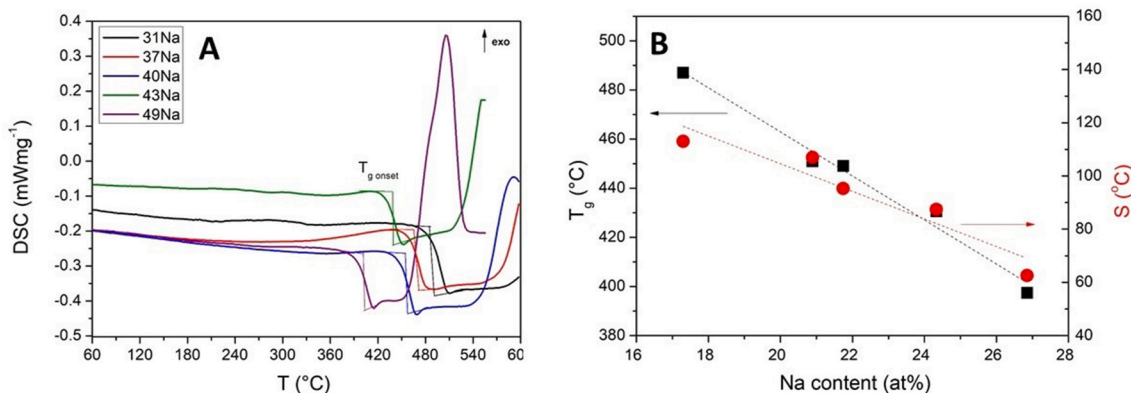 A
exo
31Na
37Na
40Na
43Na
49Na
T g onset
DSC (mWmg-1)
0.4
0.3
0.2
0.1
0.0
-0.1
-0.2
-0.3
-0.4
-0.5
60 120 180 240 300 360 420 480 540 60
T (°C)
B
Tg (°C)
500
480
460
440
420
400
380
16 18 20 22 24 26 28
Na content (at%)
160
140
120
100
80
60
40
S (°C)